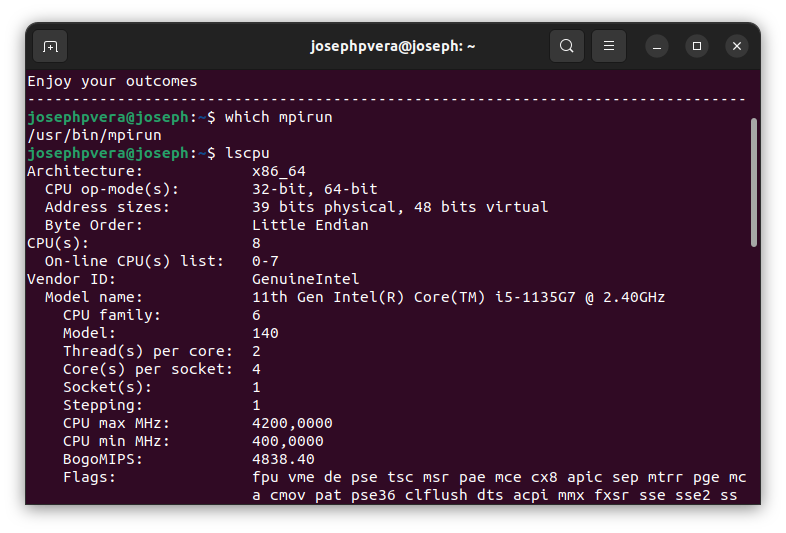 josephpvera@joseph: ~
Enjoy your outcomes
--------------------------------------------------------------------------------
josephpvera@joseph:~$ which mpirun
/usr/bin/mpirun
josephpvera@joseph:~$ lscpu
Architecture:            x86_64
  CPU op-mode(s):        32-bit, 64-bit
  Address sizes:         39 bits physical, 48 bits virtual
  Byte Order:            Little Endian
CPU(s):                  8
  On-line CPU(s) list:   0-7
Vendor ID:               GenuineIntel
  Model name:            11th Gen Intel(R) Core(TM) i5-1135G7 @ 2.40GHz
    CPU family:          6
    Model:               140
    Thread(s) per core:  2
    Core(s) per socket:  4
    Socket(s):           1
    Stepping:            1
    CPU max MHz:         4200,0000
    CPU min MHz:         400,0000
    BogoMIPS:            4838.40
    Flags:               fpu vme de pse tsc msr pae mce cx8 apic sep mtrr pge mc
                         a cmov pat pse36 clflush dts acpi mmx fxsr sse sse2 ss